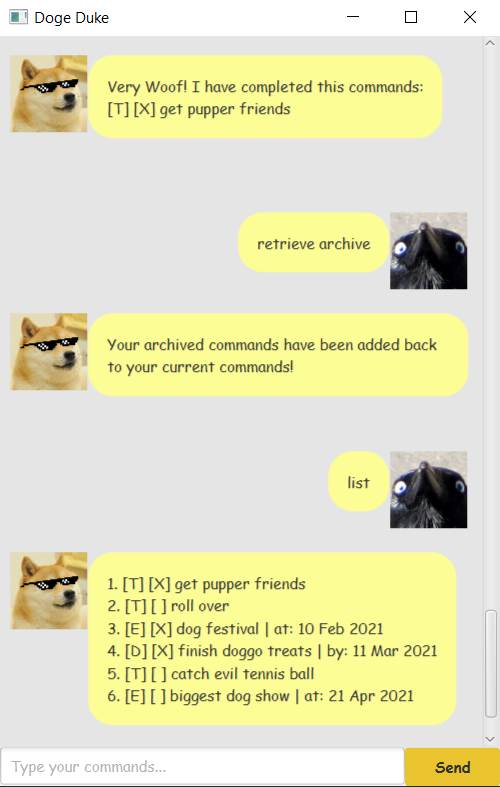 Doge Duke
Very Woof! I have completed this commands:
[T] [X] get pupper friends
retrieve archive
Your archived commands have been added back
to your current commands!
list
1. [T] [X] get pupper friends
2. [T] [ ] roll over
3. [E] [X] dog festival | at: 10 Feb 2021
4. [D] [X] finish doggo treats | by: 11 Mar 2021
5. [T] [ ] catch evil tennis ball
6. [E] [ ] biggest dog show | at: 21 Apr 2021
Type your commands...
Send